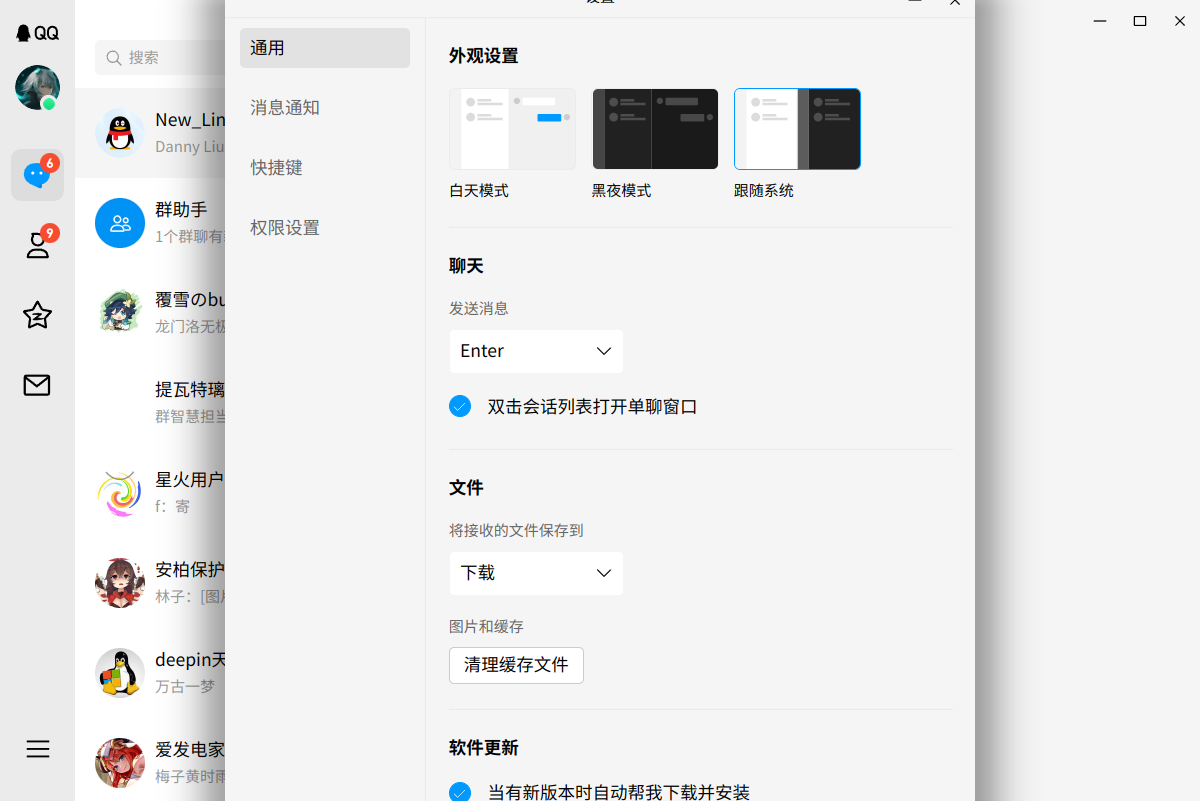 QQ
搜索
6
9
New_Lin
Danny Liu
群助手
1个群聊有
覆雪のbu
龙门洛无极
提瓦特璃
群智慧担当
星火用户
f：寄
安柏保护
林子：[图片
deepin天
万古一梦
爱发电家
梅子黄时雨
通用
消息通知
快捷键
权限设置
外观设置
白天模式
黑夜模式
跟随系统
聊天
发送消息
Enter
双击会话列表打开单聊窗口
文件
将接收的文件保存到
下载
图片和缓存
清理缓存文件
软件更新
当有新版本时自动帮我下载并安装